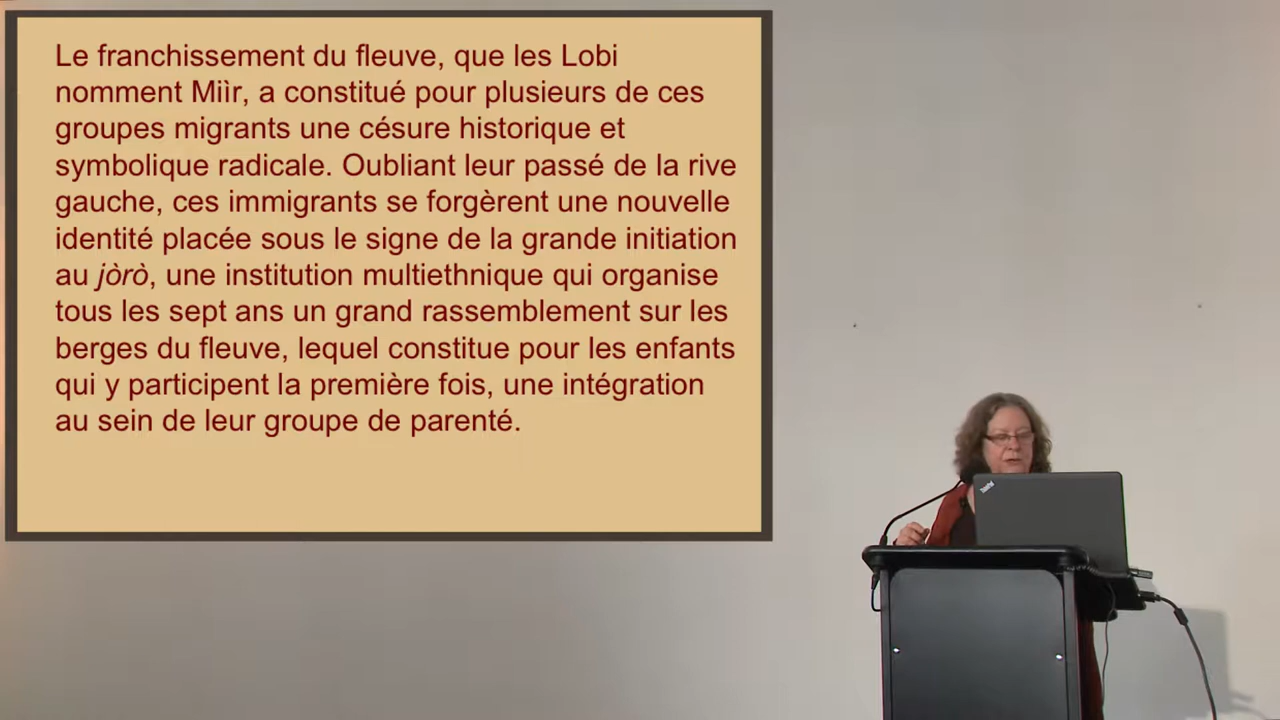 Le franchissement du fleuve, que les Lobi
nomment Miìr, a constitué pour plusieurs de ces
groupes migrants une césure historique et
symbolique radicale. Oubliant leur passé de la rive
gauche, ces immigrants se forgèrent une nouvelle
identité placée sous le signe de la grande initiation
au jòrò, une institution multiethnique qui organise
tous les sept ans un grand rassemblement sur les
berges du fleuve, lequel constitue pour les enfants
qui y participent la première fois, une intégration
au sein de leur groupe de parenté.
ThinkPad